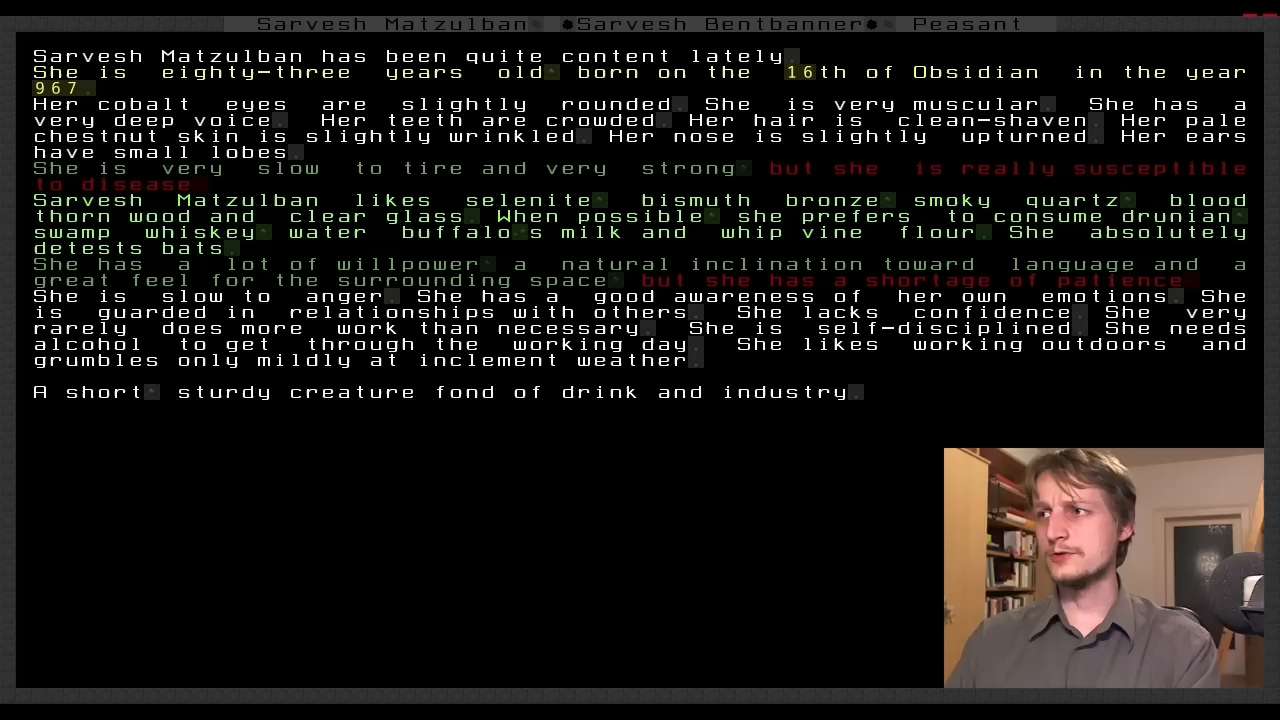 Sarvesh Matzulban, "Sarvesh Bentbanner", Peasant
Sarvesh Matzulban has been quite content lately.
She is eighty-three years old, born on the 16th of Obsidian in the year
967.
Her cobalt eyes are slightly rounded. She is very muscular. She has a
very deep voice. Her teeth are crowded. Her hair is clean-shaven. Her pale
chestnut skin is slightly wrinkled. Her nose is slightly upturned. Her ears
have small lobes.
She is very slow to tire and very strong, but she is really susceptible
to disease.
Sarvesh Matzulban likes selenite, bismuth bronze, smoky quartz, blood
thorn wood and clear glass. When possible, she prefers to consume drunian,
swamp whiskey, water buffalo's milk and whip vine flour. She absolutely
detests bats.
She has a lot of willpower, a natural inclination toward language and a
great feel for the surrounding space, but she has a shortage of patience.
She is slow to anger. She has a good awareness of her own emotions. She
is guarded in relationships with others. She lacks confidence. She very
rarely does more work than necessary. She is self-disciplined. She needs
alcohol to get through the working day. She likes working outdoors and
grumbles only mildly at inclement weather.
A short, sturdy creature fond of drink and industry.